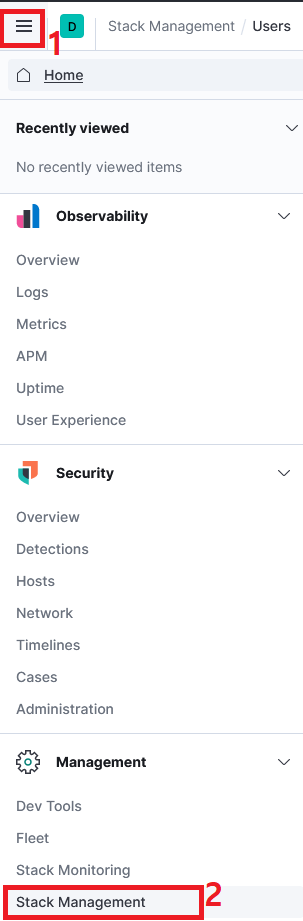 1
D Stack Management / Users
Home
Recently viewed
No recently viewed items
Observability
Overview
Logs
Metrics
APM
Uptime
User Experience
Security
Overview
Detections
Hosts
Network
Timelines
Cases
Administration
Management
Dev Tools
Fleet
Stack Monitoring
Stack Management 2